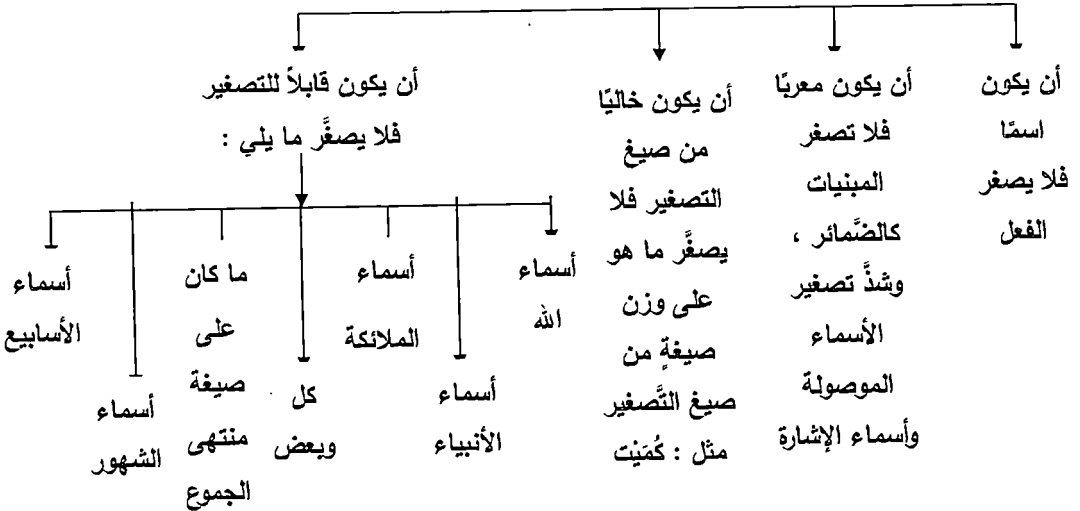 أن يكون
اسمًا
فلا يصغر
الفعل
أن يكون معربًا
فلا تصغر
المبنيات
كالضَّمائر ،
وشذَّ تصغير
الأسماء
الموصولة
وأسماء الإشارة
أن يكون خاليًا
من صيغ
التصغير فلا
يصغَّر ما هو
على وزن
صيغةٍ من
صيغ التَّصغير
مثل : كُمَيْت
أن يكون قابلاً للتصغير
فلا يصغَّر ما يلي :
أسماء
الله
أسماء
الأنبياء
أسماء
الملائكة
كل
وبعض
ما كان
على
صيغة
منتهى
الجموع
أسماء
الشهور
أسماء
الأسابيع